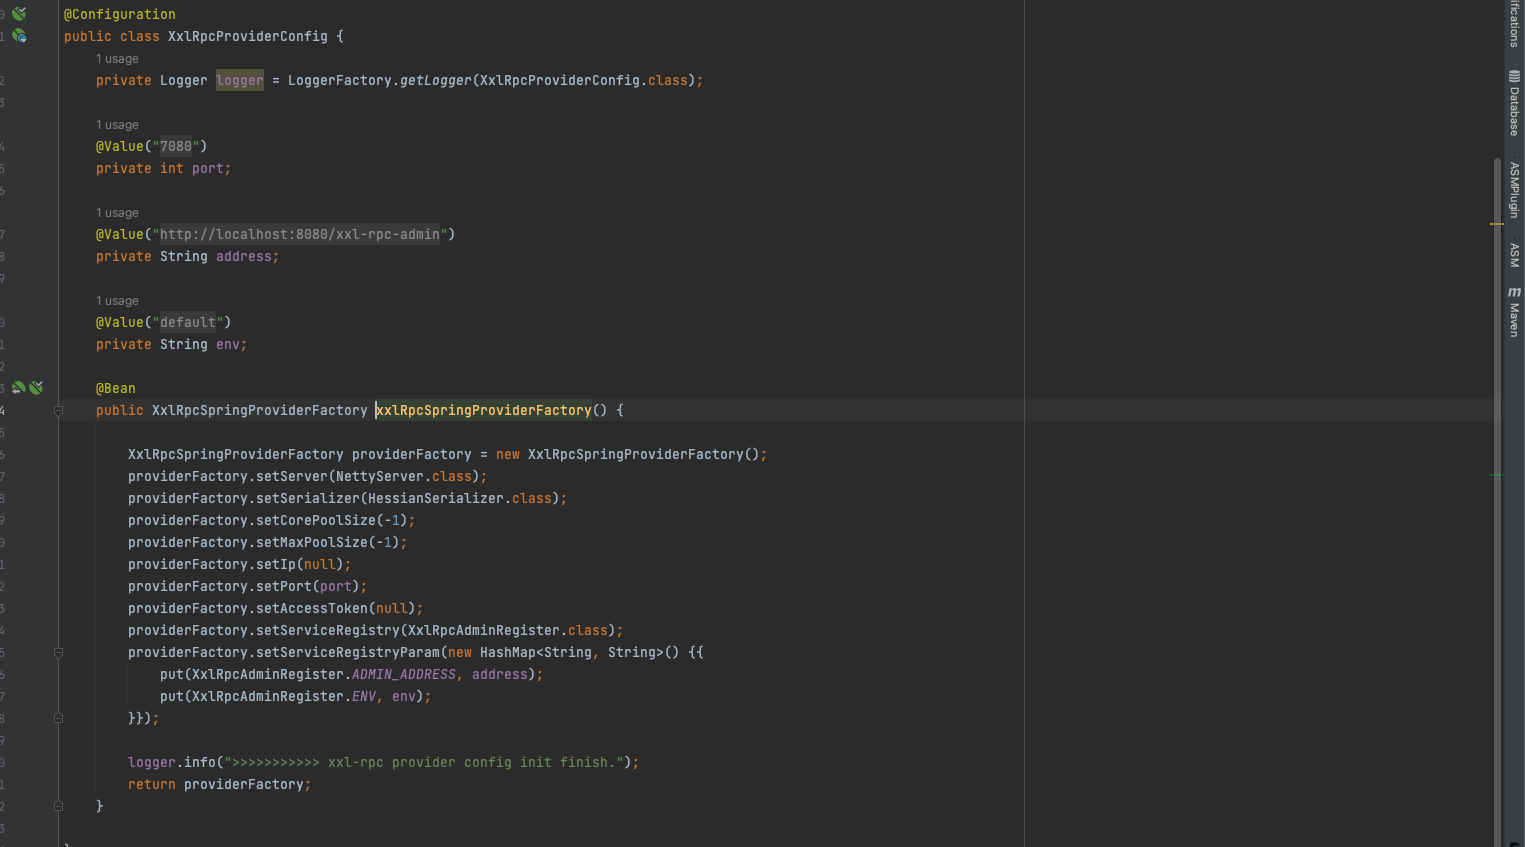 @Configuration
public class XxlRpcProviderConfig {
1 usage
private Logger logger = LoggerFactory.getLogger(XxlRpcProviderConfig.class);
1 usage
@Value("7080")
private int port;
1 usage
@Value("http://localhost:8080/xxl-rpc-admin")
private String address;
1 usage
@Value("default")
private String env;
@Bean
public XxlRpcSpringProviderFactory xxlRpcSpringProviderFactory() {
XxlRpcSpringProviderFactory providerFactory = new XxlRpcSpringProviderFactory();
providerFactory.setServer(NettyServer.class);
providerFactory.setSerializer(HessianSerializer.class);
providerFactory.setCorePoolSize(-1);
providerFactory.setMaxPoolSize(-1);
providerFactory.setIp(null);
providerFactory.setPort(port);
providerFactory.setAccessToken(null);
providerFactory.setServiceRegistry(XxlRpcAdminRegister.class);
providerFactory.setServiceRegistryParam(new HashMap<String, String>() {{
put(XxlRpcAdminRegister.ADMIN_ADDRESS, address);
put(XxlRpcAdminRegister.ENV, env);
}});
logger.info(">>>>>>>>>>> xxl-rpc provider config init finish.");
return providerFactory;
}
Database
ASMPlugin
ASM
m Maven